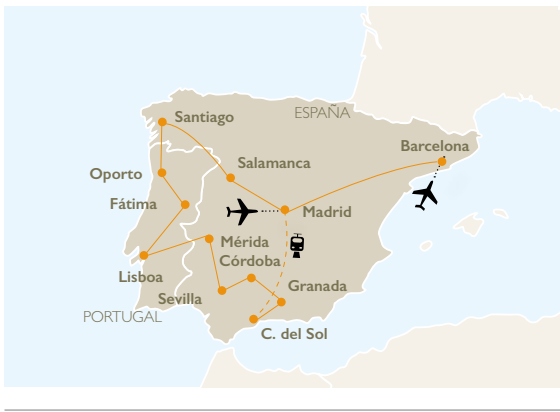 ESPAÑA
Santiago
Barcelona
Salamanca
Oporto
Fátima
Madrid
Mérida
Córdoba
Lisboa
Granada
Sevilla
PORTUGAL
C. del Sol